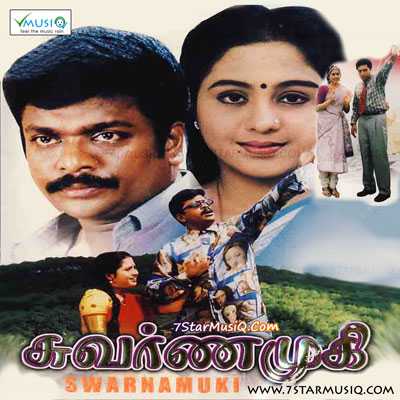 VMUSIQ
feel the music rain
7StarMusiQ.Com
சுவர்ணமுகி
SWARNAMUKI
WWW.7STARMUSIQ.COM